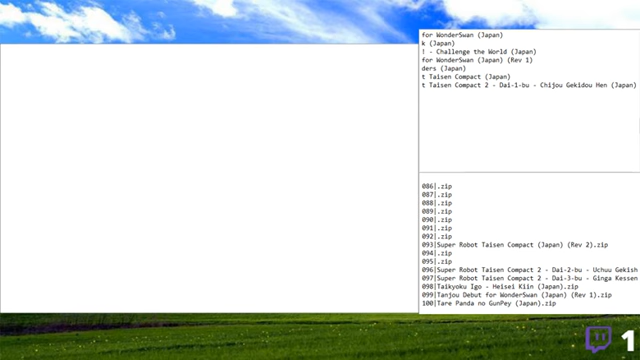 for WonderSwan (Japan)
k (Japan)
! - Challenge the World (Japan)
for WonderSwan (Japan) (Rev 1)
ders (Japan)
t Taisen Compact (Japan)
t Taisen Compact 2 - Dai-1-bu - Chijou Gekidou Hen (Japan)
086|.zip
087|.zip
088|.zip
089|.zip
090|.zip
091|.zip
092|.zip
093|Super Robot Taisen Compact (Japan) (Rev 2).zip
094|.zip
095|.zip
096|Super Robot Taisen Compact 2 - Dai-2-bu - Uchuu Gekish
097|Super Robot Taisen Compact 2 - Dai-3-bu - Ginga Kessen
098|Taikyoku Igo - Heisei Kiin (Japan).zip
099|Tanjou Debut for WonderSwan (Japan) (Rev 1).zip
100|Tare Panda no GunPey (Japan).zip
1